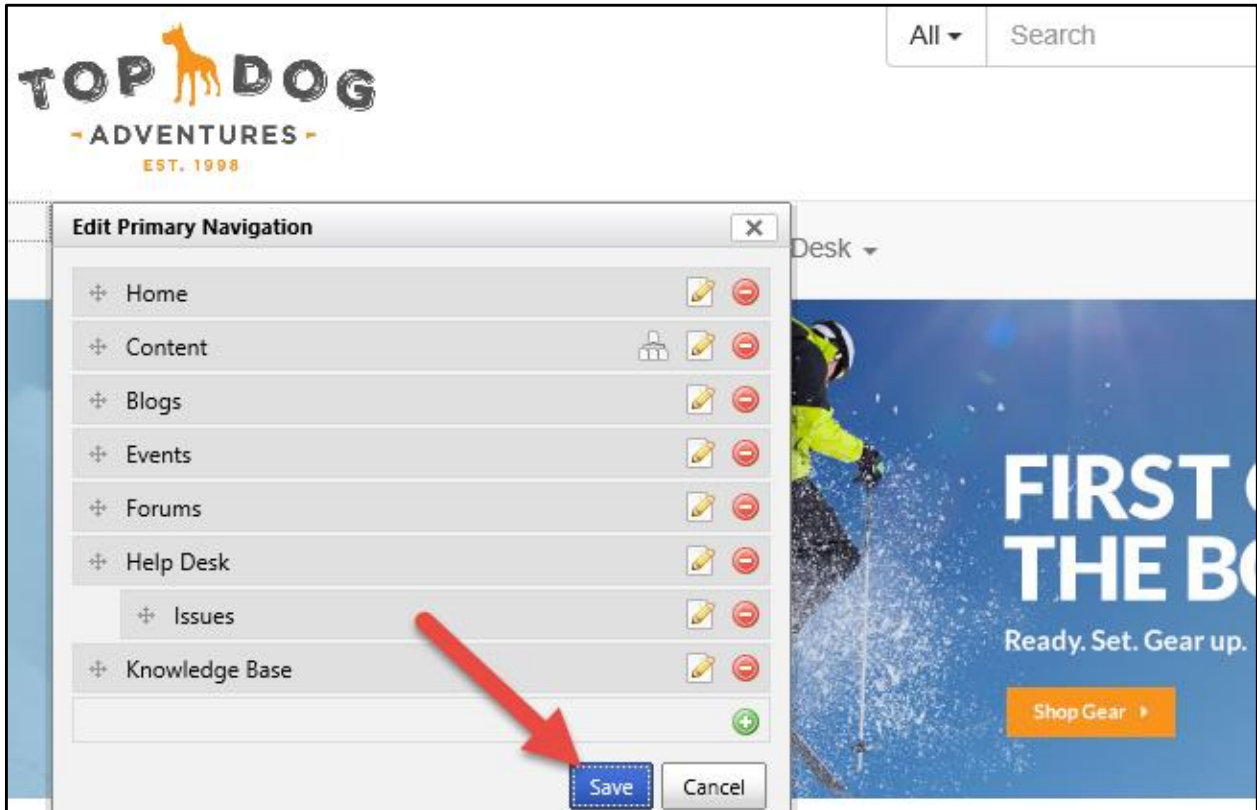 All
Search
TOP DOG
ADVENTURES
EST. 1998
Edit Primary Navigation
Desk
Home
Content
Blogs
Events
Forums
Help Desk
Issues
Knowledge Base
Save Cancel
FIRST
THE
Ready. Set. Gear up.
Shop Gear